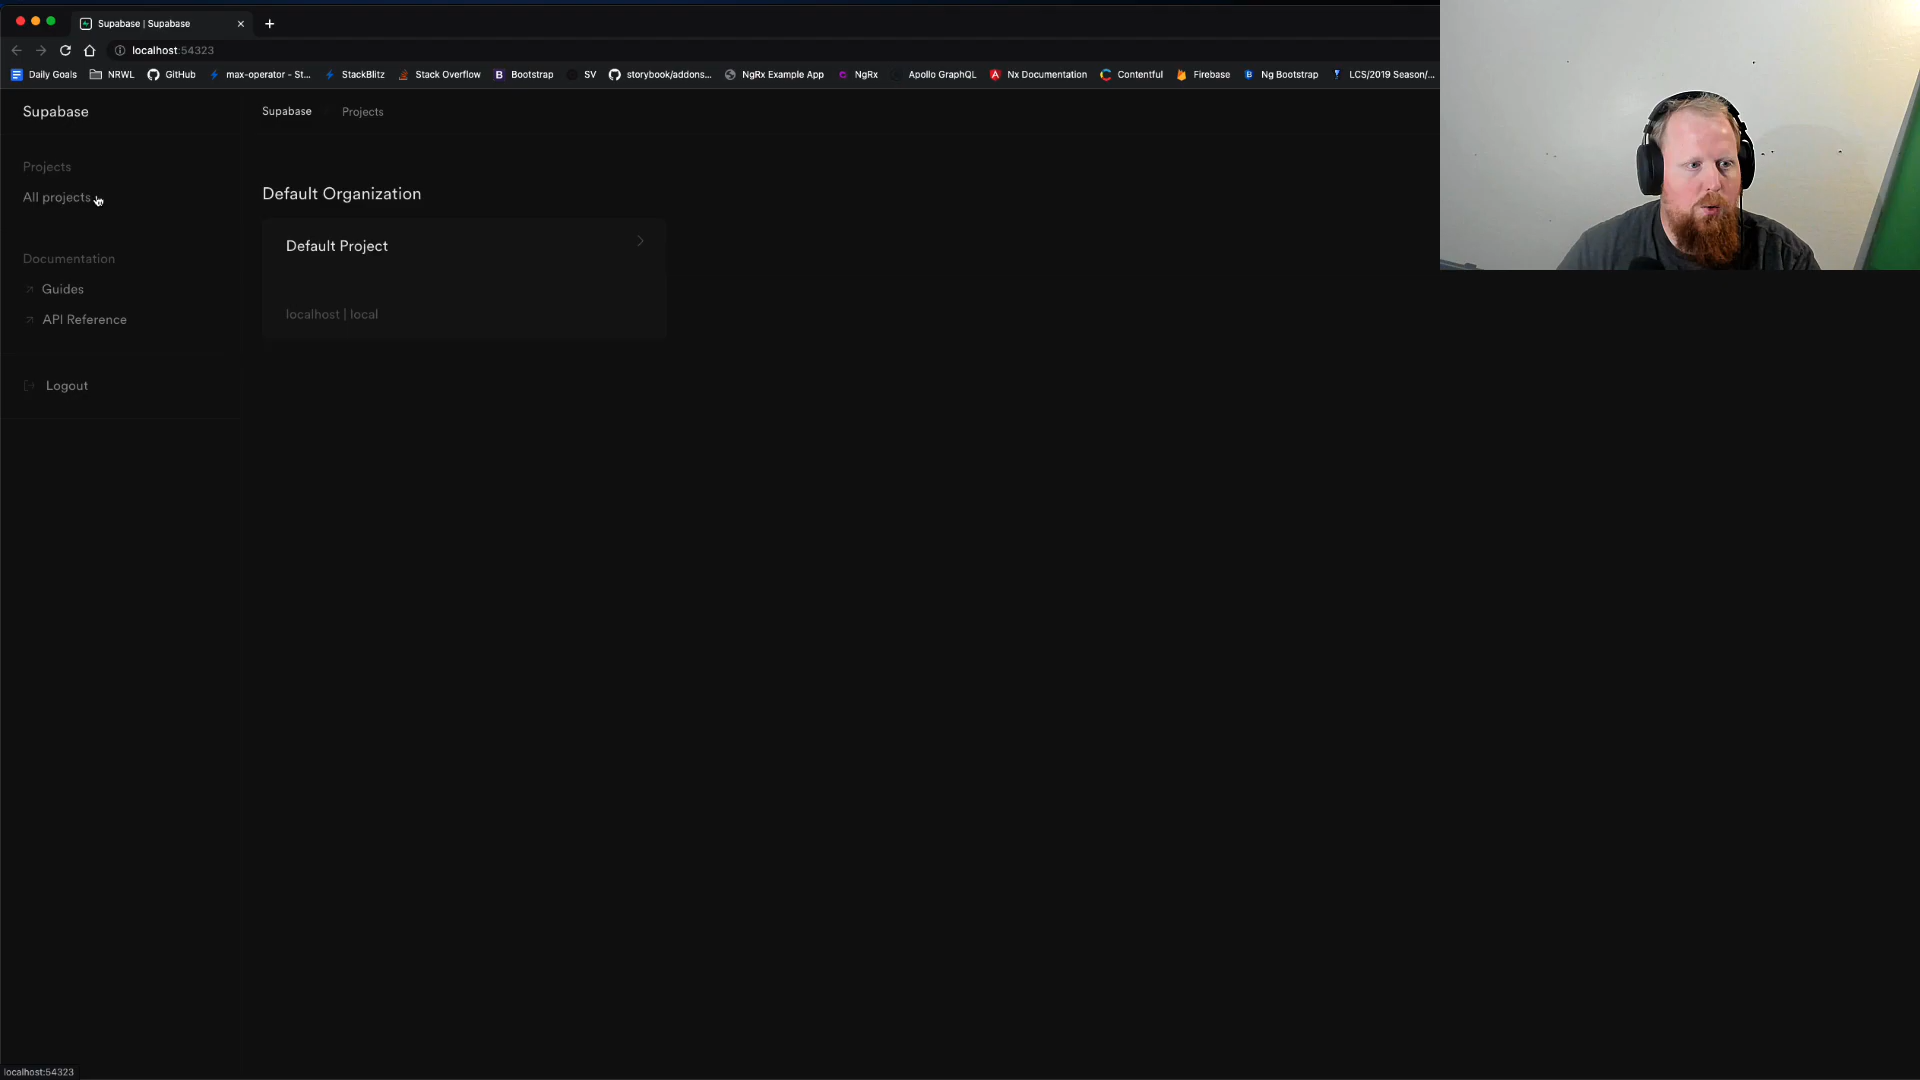 Supabase | Supabase
localhost:54323
Daily Goals NRWL GitHub max-operator - St... StackBlitz Stack Overflow Bootstrap SV storybook/addons... NgRx Example App NgRx Apollo GraphQL Nx Documentation Contentful Firebase Ng Bootstrap LCS/2019 Season/...
Supabase
Supabase Projects
Projects
All projects
Documentation
Guides
API Reference
Logout
Default Organization
Default Project
localhost | local
localhost:54323